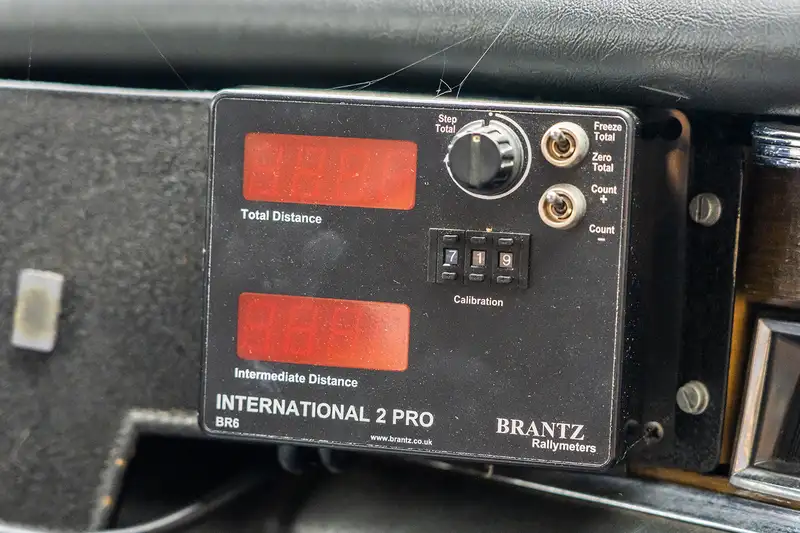 Step
Total
Freeze
Total
Zero
Total
Count
+
Count
-
Total Distance
7 1 9
Calibration
Intermediate Distance
INTERNATIONAL 2 PRO
BR6
www.brantz.co.uk
BRANTZ
Rallymeters